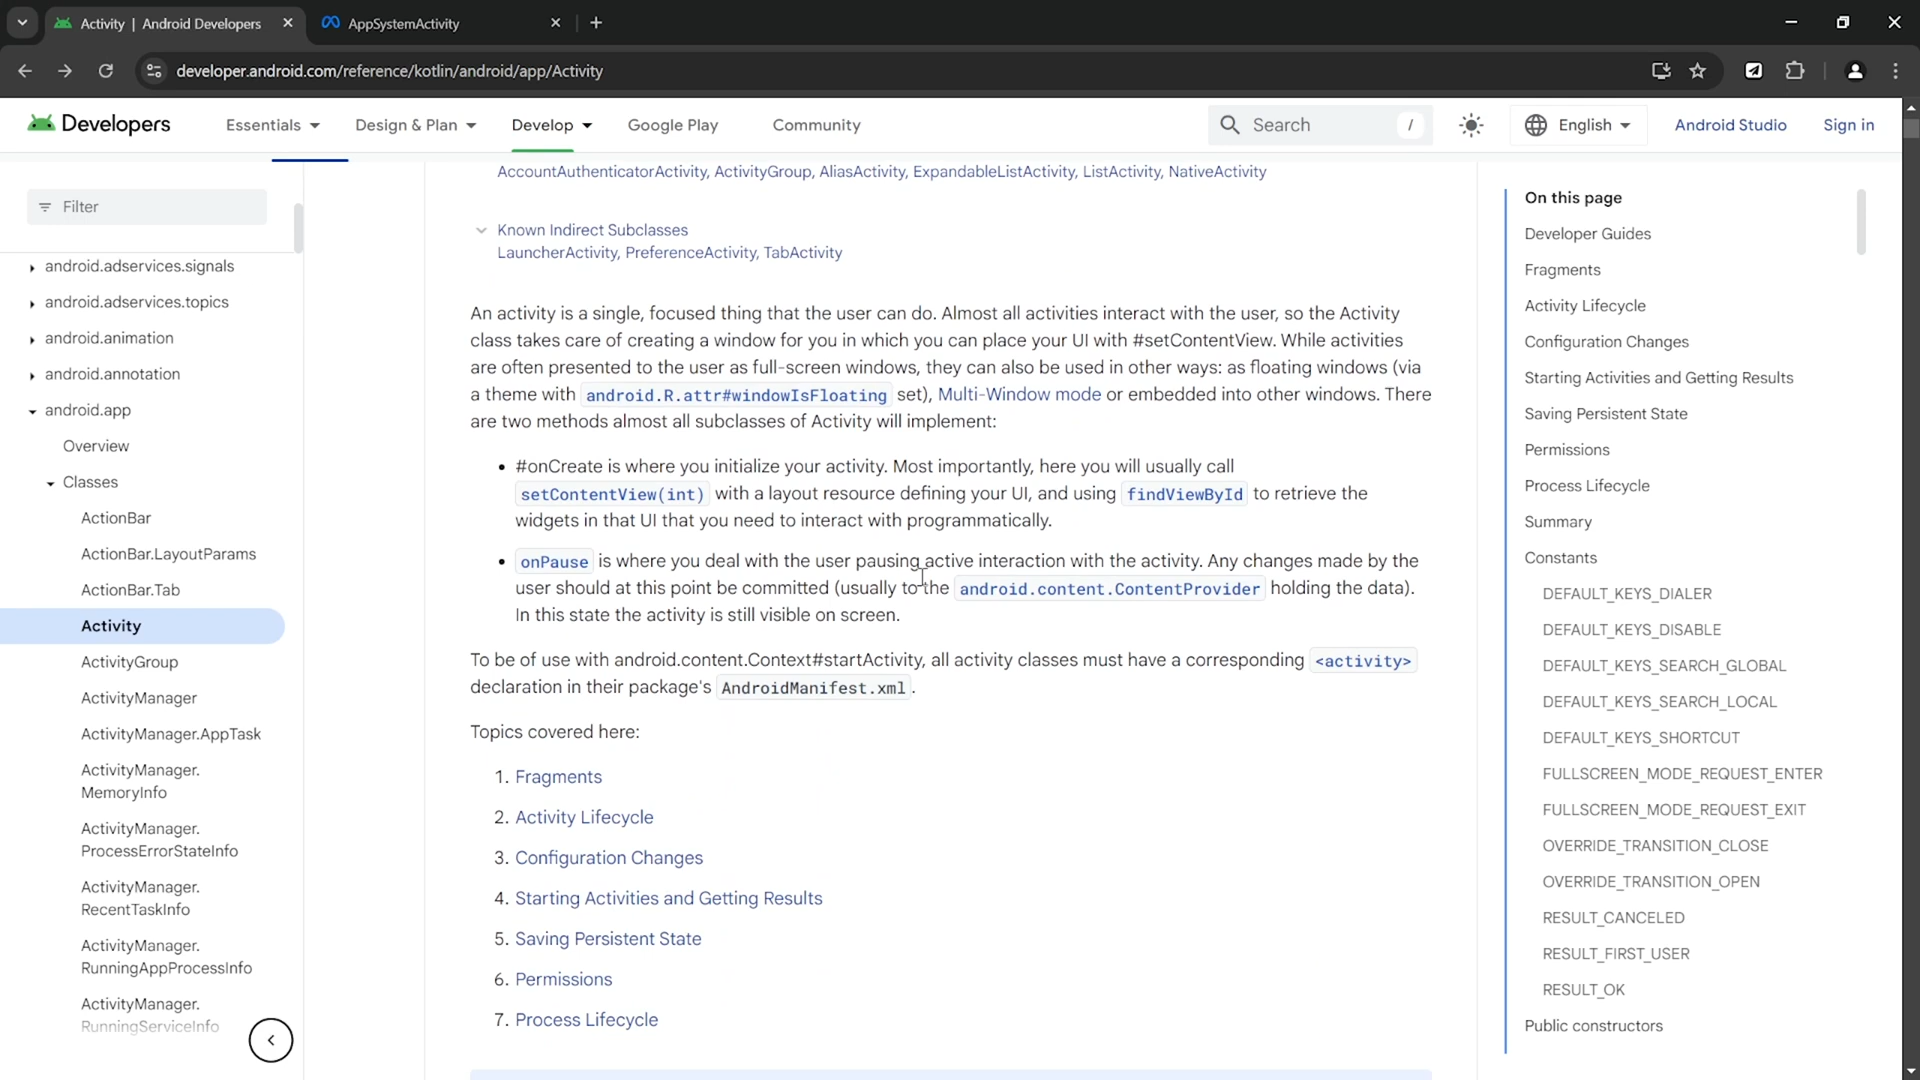 Activity | Android Developers
AppSystemActivity
developer.android.com/reference/kotlin/android/app/Activity
Developers
Essentials
Design & Plan
Develop
Google Play
Community
Search
/
English
Android Studio
Sign in
Filter
android.adservices.signals
android.adservices.topics
android.animation
android.annotation
android.app
Overview
Classes
ActionBar
ActionBar.LayoutParams
ActionBar.Tab
Activity
ActivityGroup
ActivityManager
ActivityManager.AppTask
ActivityManager.
MemoryInfo
ActivityManager.
ProcessErrorStateInfo
ActivityManager.
RecentTaskInfo
ActivityManager.
RunningAppProcessInfo
ActivityManager.
RunningServiceInfo
AccountAuthenticatorActivity, ActivityGroup, AliasActivity, ExpandableListActivity, ListActivity, NativeActivity
Known Indirect Subclasses
LauncherActivity, PreferenceActivity, TabActivity
An activity is a single, focused thing that the user can do. Almost all activities interact with the user, so the Activity
class takes care of creating a window for you in which you can place your UI with #setContentView. While activities
are often presented to the user as full-screen windows, they can also be used in other ways: as floating windows (via
a theme with android.R.attr#windowIsFloating set), Multi-Window mode or embedded into other windows. There
are two methods almost all subclasses of Activity will implement:
• #onCreate is where you initialize your activity. Most importantly, here you will usually call
setContentView(int) with a layout resource defining your UI, and using findViewById to retrieve the
widgets in that UI that you need to interact with programmatically.
• onPause is where you deal with the user pausing active interaction with the activity. Any changes made by the
user should at this point be committed (usually to the android.content.ContentProvider holding the data).
In this state the activity is still visible on screen.
To be of use with android.content.Context#startActivity, all activity classes must have a corresponding <activity>
declaration in their package's AndroidManifest.xml.
Topics covered here:
1. Fragments
2. Activity Lifecycle
3. Configuration Changes
4. Starting Activities and Getting Results
5. Saving Persistent State
6. Permissions
7. Process Lifecycle
On this page
Developer Guides
Fragments
Activity Lifecycle
Configuration Changes
Starting Activities and Getting Results
Saving Persistent State
Permissions
Process Lifecycle
Summary
Constants
DEFAULT_KEYS_DIALER
DEFAULT_KEYS_DISABLE
DEFAULT_KEYS_SEARCH_GLOBAL
DEFAULT_KEYS_SEARCH_LOCAL
DEFAULT_KEYS_SHORTCUT
FULLSCREEN_MODE_REQUEST_ENTER
FULLSCREEN_MODE_REQUEST_EXIT
OVERRIDE_TRANSITION_CLOSE
OVERRIDE_TRANSITION_OPEN
RESULT_CANCELED
RESULT_FIRST_USER
RESULT_OK
Public constructors